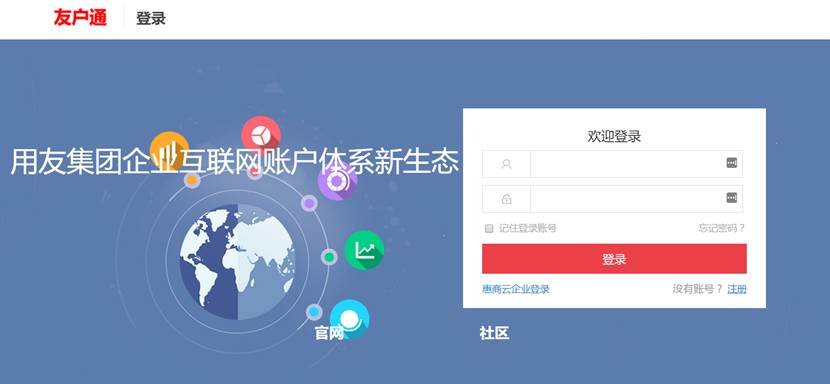 友户通 登录
用友集团企业互联网账户体系新生态
欢迎登录
记住登录账号 忘记密码？
登录
惠商云企业登录 没有账号？ 注册
官网 社区